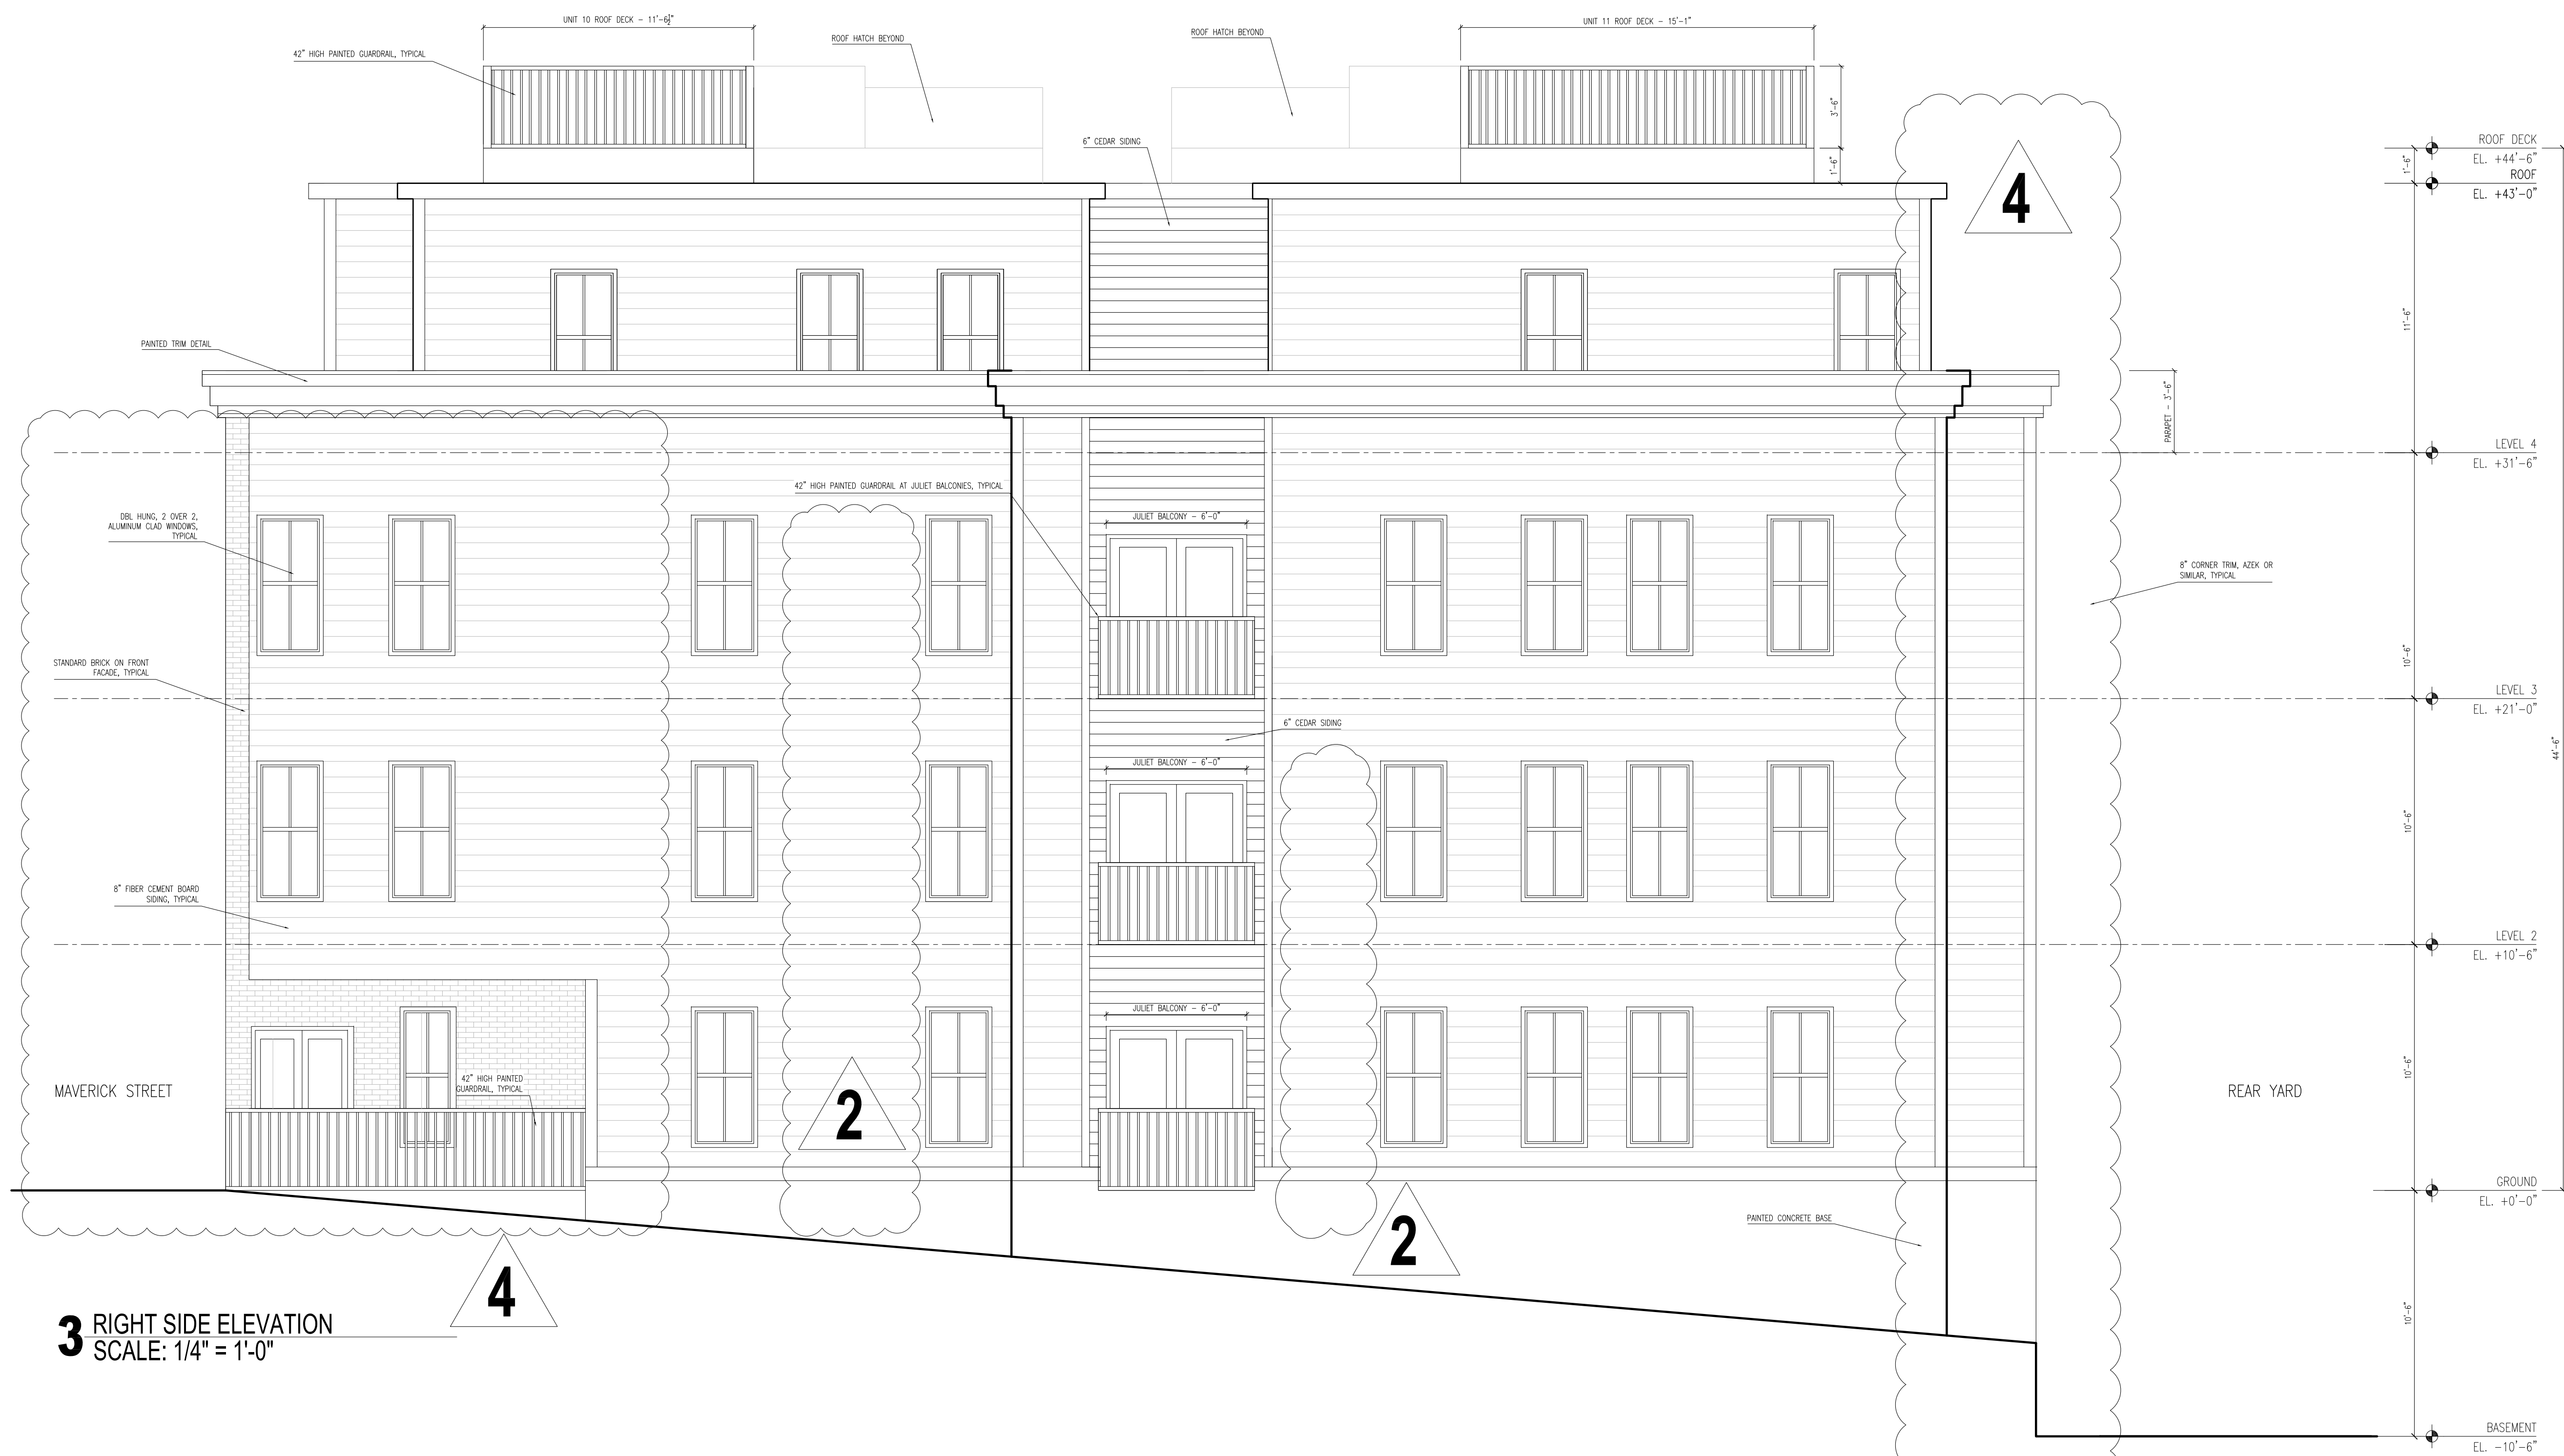 UNIT 10 ROOF DECK - 11'-6½"
UNIT 11 ROOF DECK - 15'-1"
42" HIGH PAINTED GUARDRAIL, TYPICAL
ROOF HATCH BEYOND
ROOF HATCH BEYOND
3'-6"
1'-6"
6" CEDAR SIDING
4
ROOF DECK
EL. +44'-6"
1'-6"
ROOF
EL. +43'-0"
11'-6"
PAINTED TRIM DETAIL
PARAPET - 3'-6"
LEVEL 4
EL. +31'-6"
42" HIGH PAINTED GUARDRAIL AT JULIET BALCONIES, TYPICAL
DBL HUNG, 2 OVER 2,
ALUMINUM CLAD WINDOWS,
TYPICAL
JULIET BALCONY - 6'-0"
8" CORNER TRIM, AZEK OR
SIMILAR, TYPICAL
10'-6"
STANDARD BRICK ON FRONT
FACADE, TYPICAL
LEVEL 3
EL. +21'-0"
6" CEDAR SIDING
44'-6"
JULIET BALCONY - 6'-0"
10'-6"
8" FIBER CEMENT BOARD
SIDING, TYPICAL
LEVEL 2
EL. +10'-6"
JULIET BALCONY - 6'-0"
10'-6"
42" HIGH PAINTED
GUARDRAIL, TYPICAL
MAVERICK STREET
2
REAR YARD
GROUND
EL. +0'-0"
PAINTED CONCRETE BASE
2
4
10'-6"
3 RIGHT SIDE ELEVATION
SCALE: 1/4" = 1'-0"
BASEMENT
EL. -10'-6"